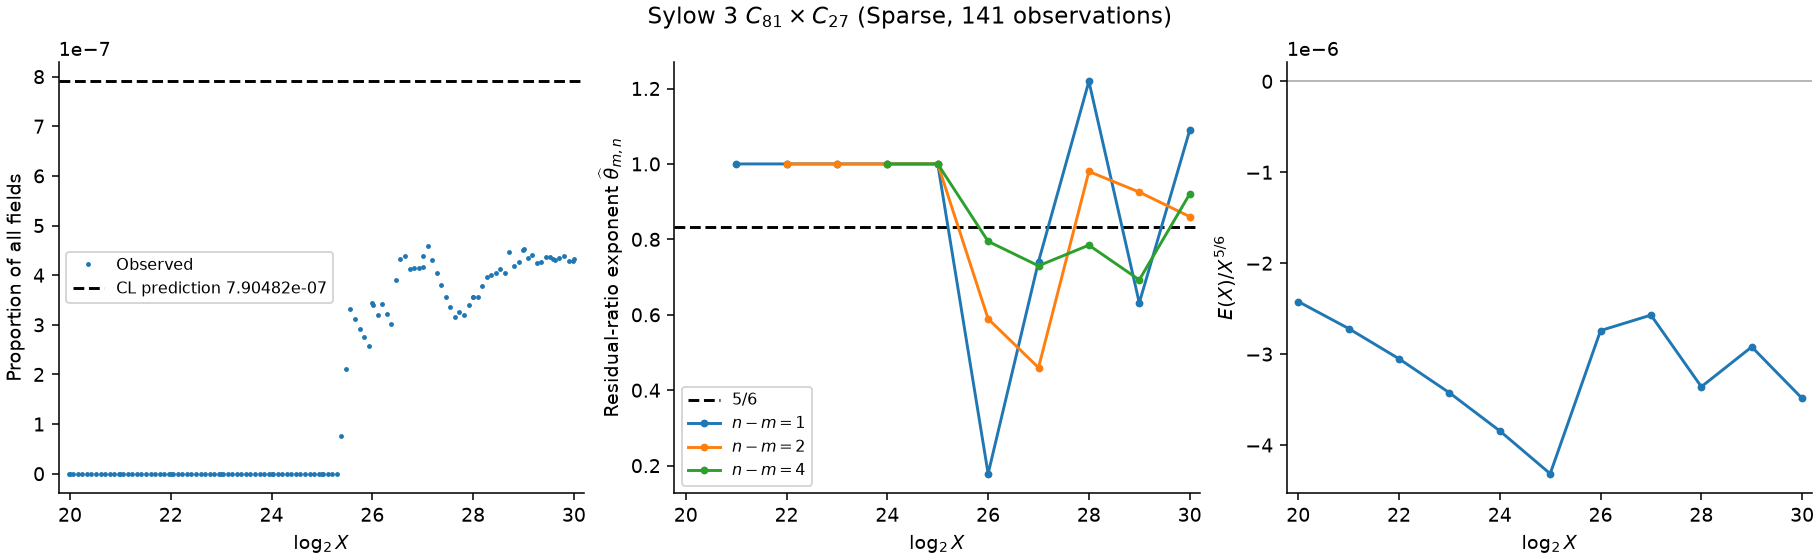 Sylow 3 C₈₁ × C₂₇ (Sparse, 141 observations)
1e−7
8
7
6
5
4
3
2
1
0
Proportion of all fields
Observed
CL prediction 7.90482e-07
20
22
24
26
28
30
log₂ X
1.2
1.0
0.8
0.6
0.4
0.2
Residual-ratio exponent θ̂ₘ,ₙ
5/6
n − m = 1
n − m = 2
n − m = 4
20
22
24
26
28
30
log₂ X
1e−6
0
−1
−2
−3
−4
E(X)/X^{5/6}
20
22
24
26
28
30
log₂ X